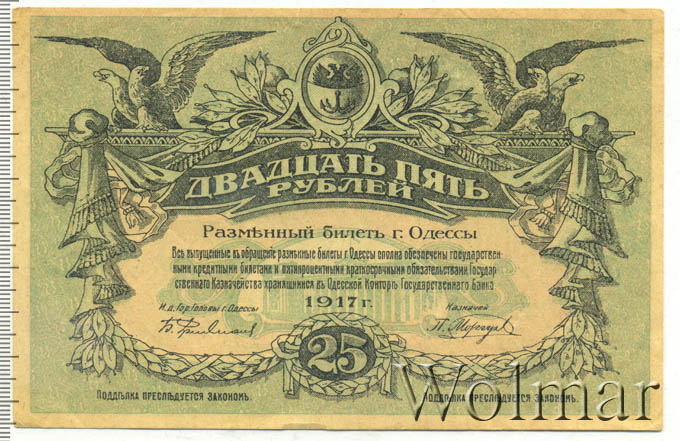 ДВАДЦАТЬ ПЯТЬ
РУБЛЕЙ
Размѣнный билетъ г. Одессы
Всѣ выпущенные въ обращеніе размѣнные билеты г. Одессы вполнѣ обезпечены государствен
ными кредитными билетами и пятипроцентными краткосрочными обязательствами Государ
ственнаго Казначейства хранящимися въ Одесской Конторѣ Государственнаго Банка
1917 г.
И. д. Гор. Головы г. Одессы
Казначей
25
ПОДДѢЛКА ПРЕСЛѢДУЕТСЯ ЗАКОНОМЪ.
ПОДДѢЛКА ПРЕСЛѢДУЕТСЯ ЗАКОНОМЪ.
Wolmar